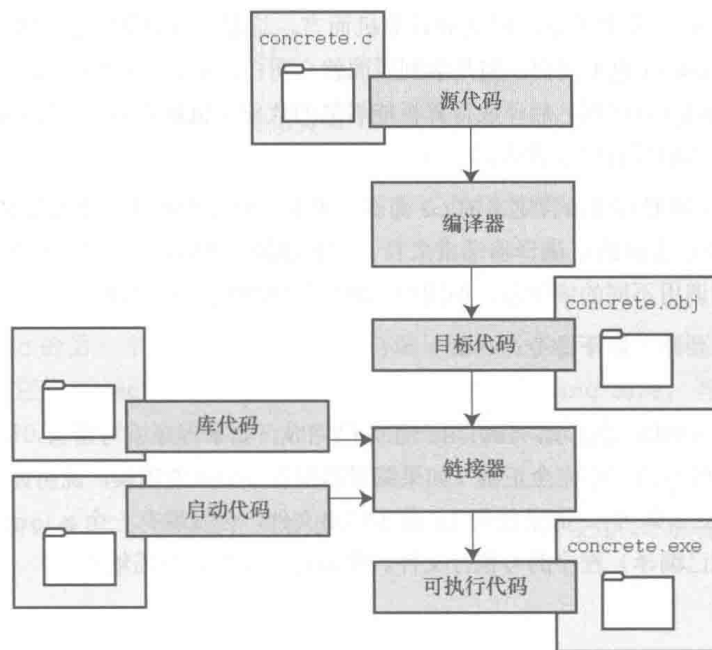 concrete.c
源代码
编译器
concrete.obj
目标代码
库代码
链接器
启动代码
concrete.exe
可执行代码